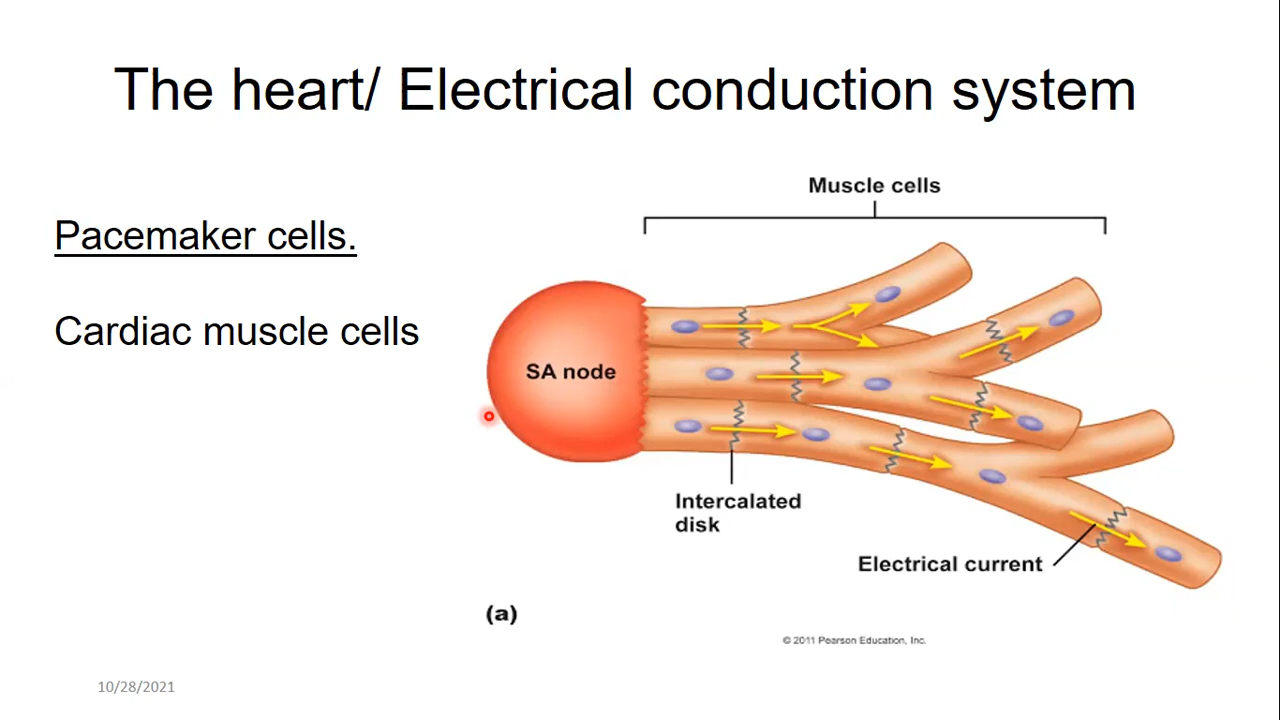 The heart/ Electrical conduction system
Pacemaker cells.
Cardiac muscle cells
Muscle cells
SA node
Intercalated
disk
Electrical current
(a)
© 2011 Pearson Education, Inc.
10/28/2021